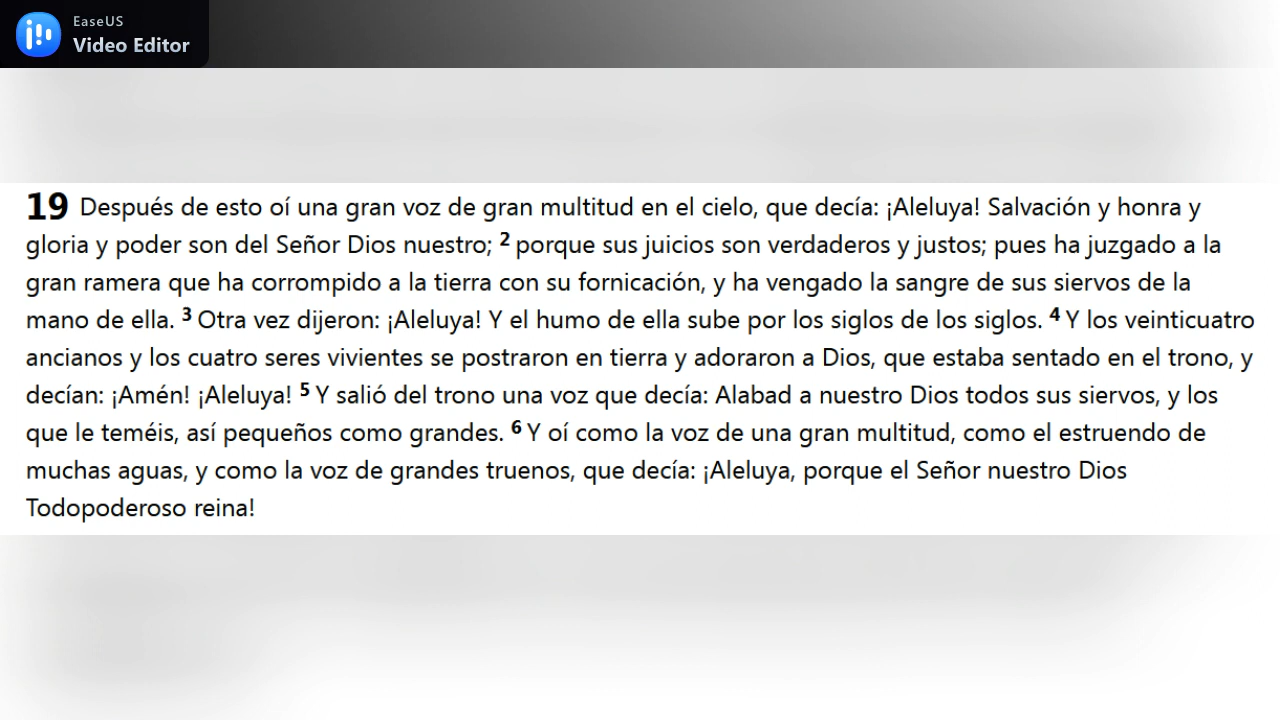 EaseUS
Video Editor
19 Después de esto oí una gran voz de gran multitud en el cielo, que decía: ¡Aleluya! Salvación y honra y
gloria y poder son del Señor Dios nuestro; 2 porque sus juicios son verdaderos y justos; pues ha juzgado a la
gran ramera que ha corrompido a la tierra con su fornicación, y ha vengado la sangre de sus siervos de la
mano de ella. 3 Otra vez dijeron: ¡Aleluya! Y el humo de ella sube por los siglos de los siglos. 4 Y los veinticuatro
ancianos y los cuatro seres vivientes se postraron en tierra y adoraron a Dios, que estaba sentado en el trono, y
decían: ¡Amén! ¡Aleluya! 5 Y salió del trono una voz que decía: Alabad a nuestro Dios todos sus siervos, y los
que le teméis, así pequeños como grandes. 6 Y oí como la voz de una gran multitud, como el estruendo de
muchas aguas, y como la voz de grandes truenos, que decía: ¡Aleluya, porque el Señor nuestro Dios
Todopoderoso reina!